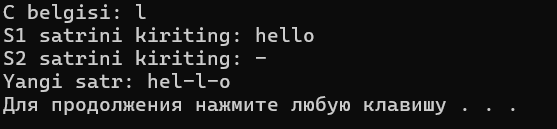 C belgisi: l
S1 satrini kiriting: hello
S2 satrini kiriting: -
Yangi satr: hel-l-o
Для продолжения нажмите любую клавишу . . .